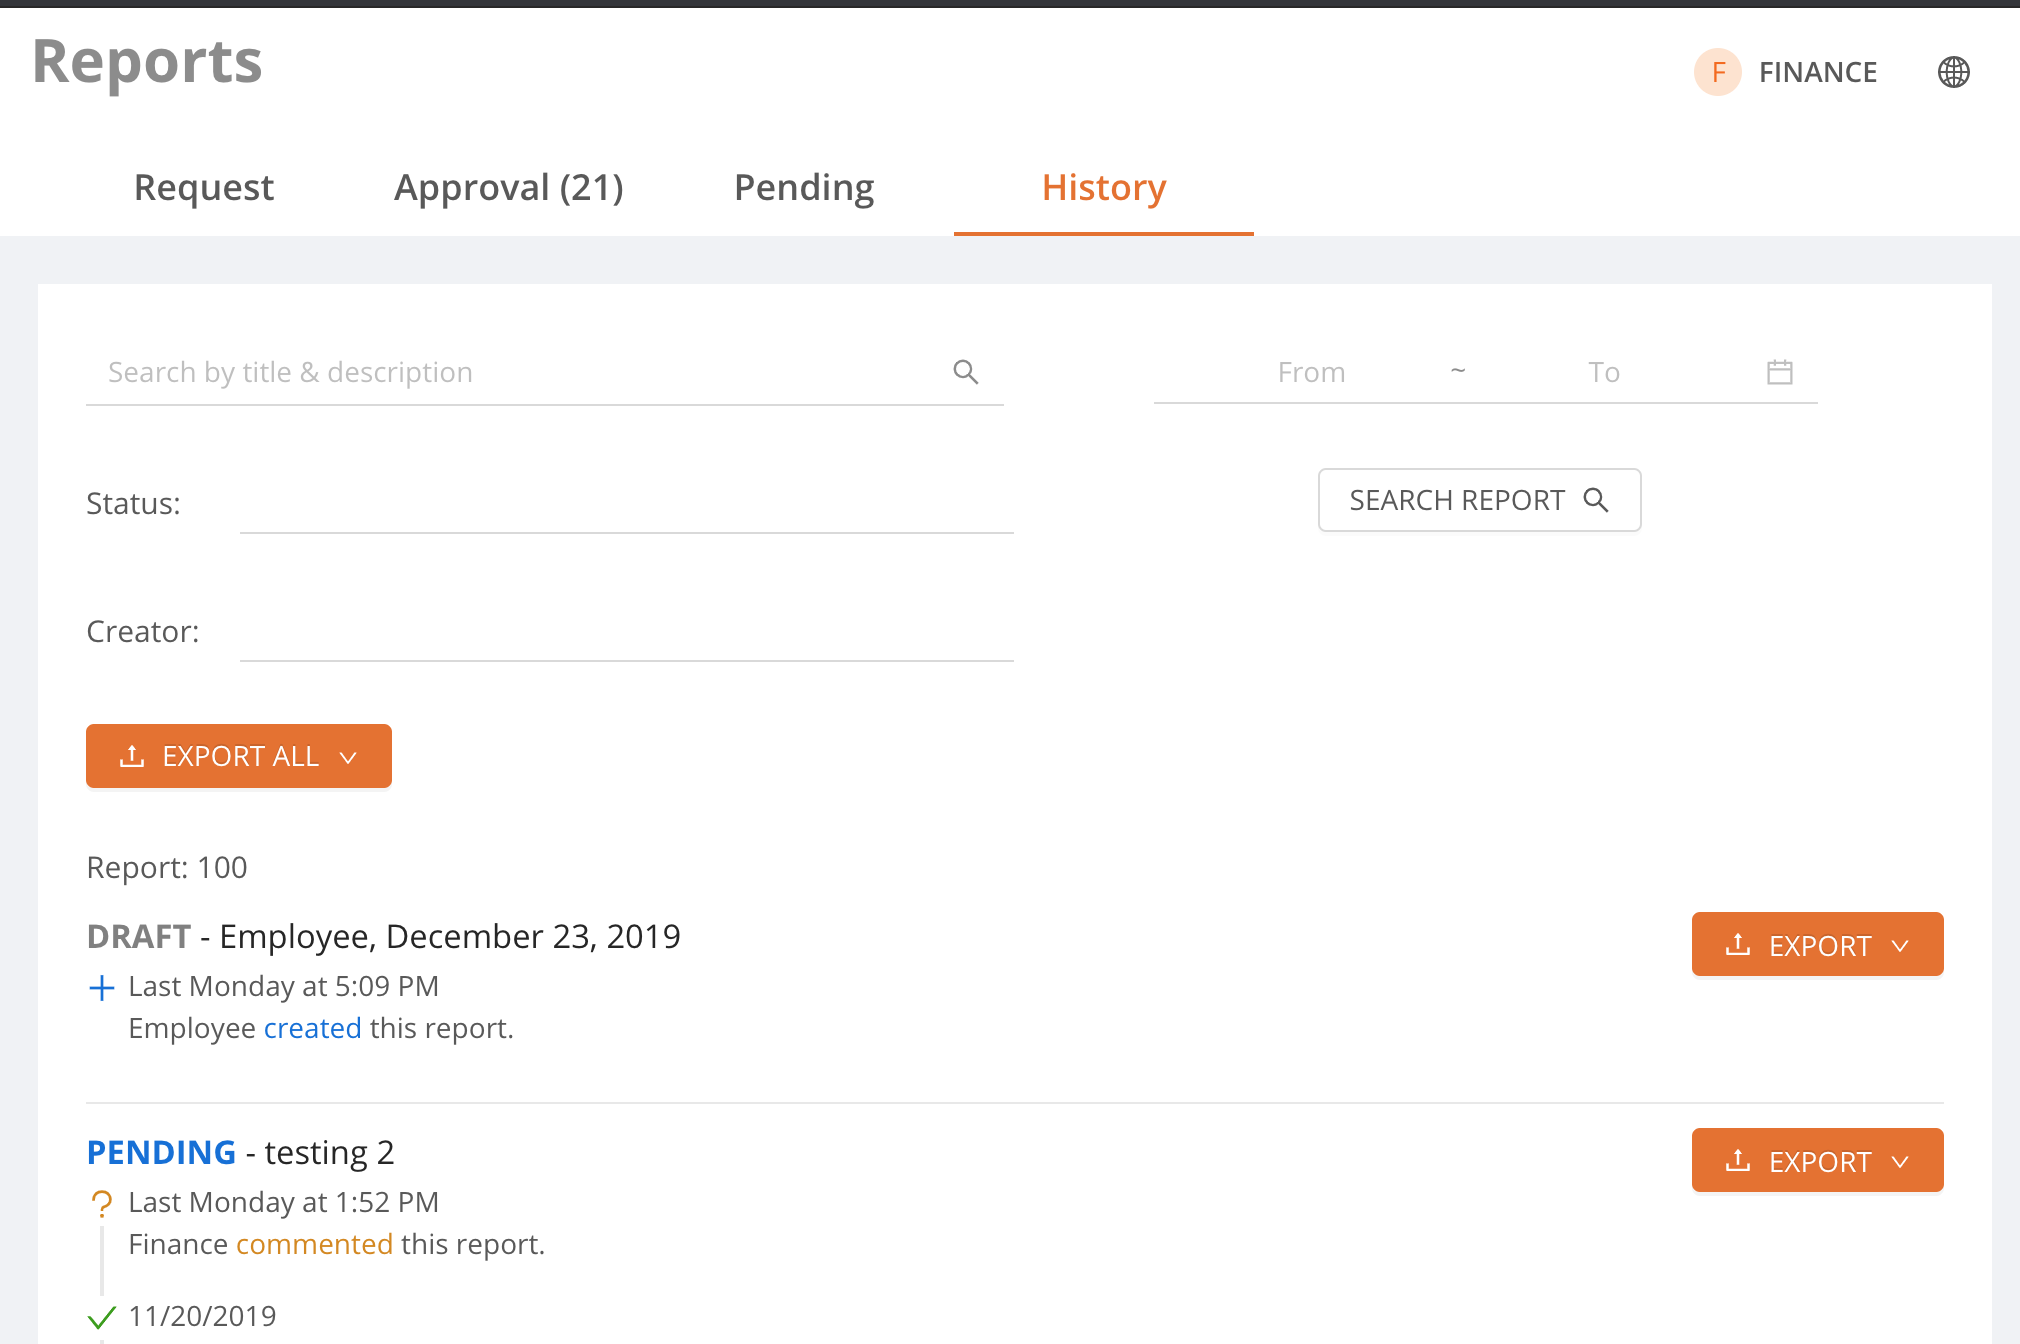 Reports
F FINANCE
Request Approval (21) Pending History
Search by title & description
From ~ To
Status:
SEARCH REPORT
Creator:
EXPORT ALL
Report: 100
DRAFT - Employee, December 23, 2019
EXPORT
Last Monday at 5:09 PM
Employee created this report.
PENDING - testing 2
EXPORT
Last Monday at 1:52 PM
Finance commented this report.
11/20/2019